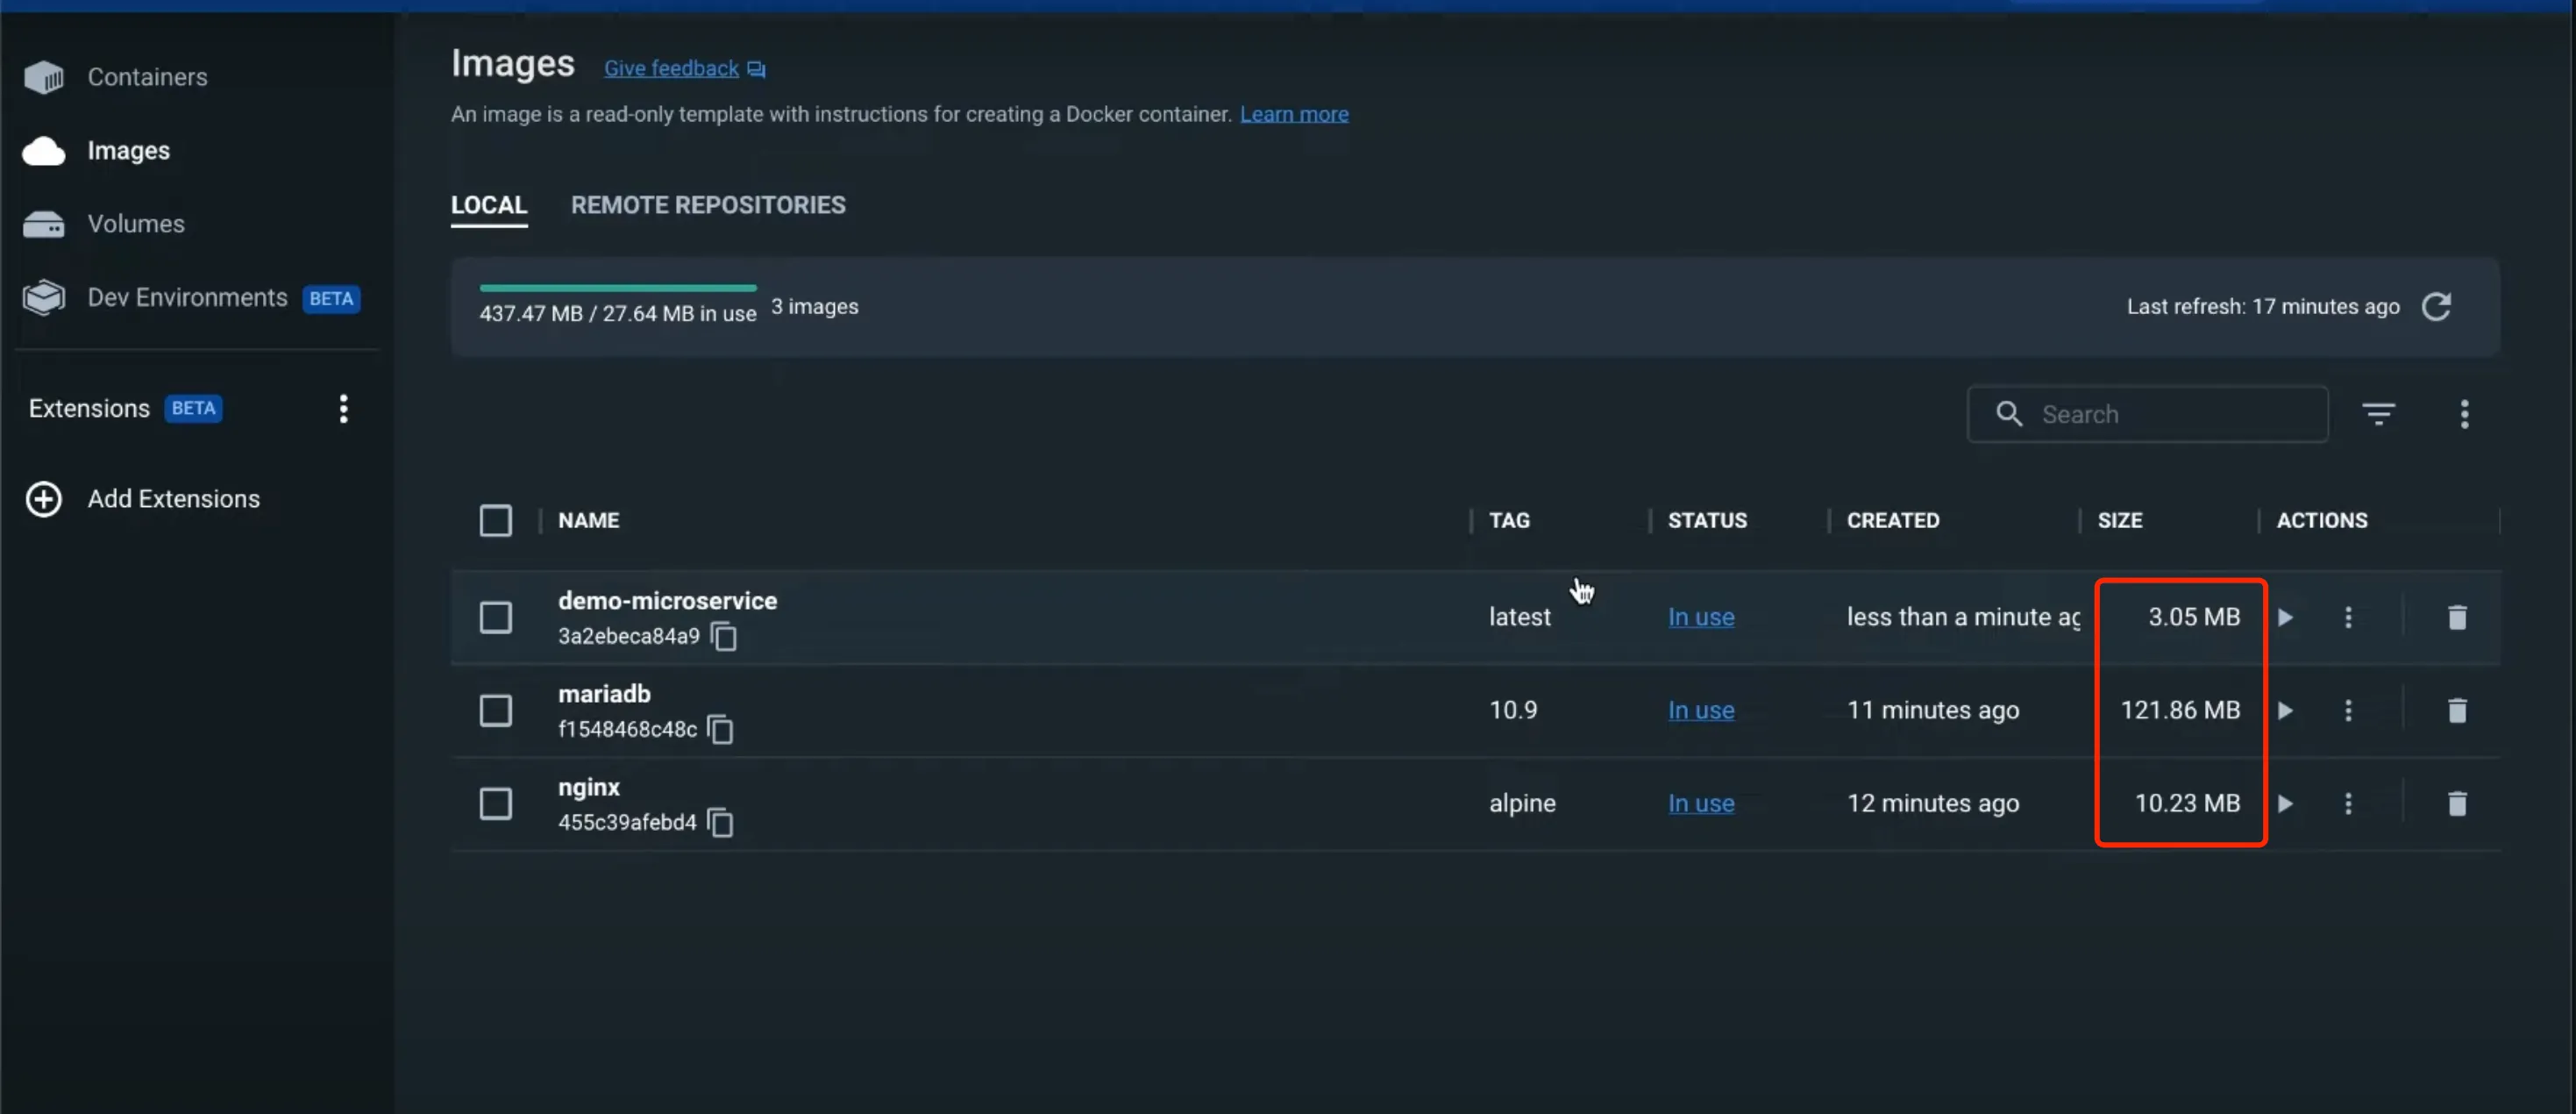 Containers
Images
Volumes
Dev Environments BETA
Extensions BETA
Add Extensions
Images Give feedback
An image is a read-only template with instructions for creating a Docker container. Learn more
LOCAL REMOTE REPOSITORIES
437.47 MB / 27.64 MB in use 3 images Last refresh: 17 minutes ago
Search
NAME TAG STATUS CREATED SIZE ACTIONS
demo-microservice
3a2ebeca84a9
latest In use less than a minute ag 3.05 MB
mariadb
f1548468c48c
10.9 In use 11 minutes ago 121.86 MB
nginx
455c39afebd4
alpine In use 12 minutes ago 10.23 MB